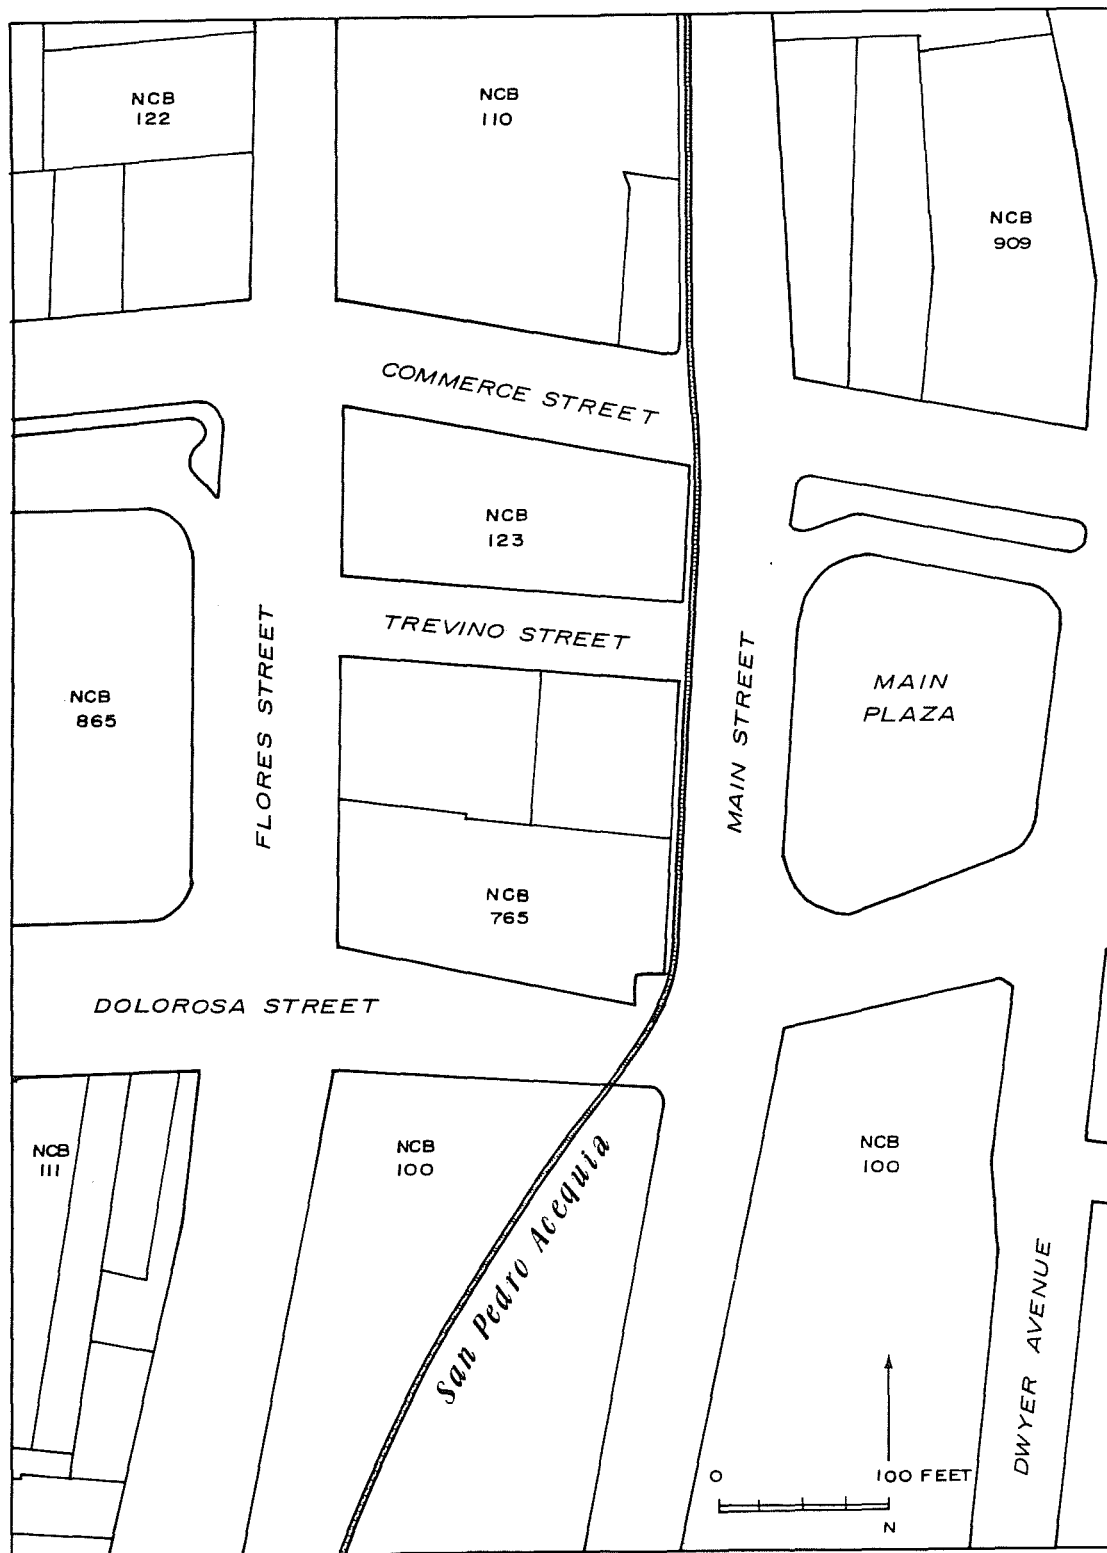 NCB
122
NCB
110
NCB
909
COMMERCE STREET
NCB
123
TREVINO STREET
FLORES STREET
MAIN STREET
NCB
865
MAIN
PLAZA
NCB
765
DOLOROSA STREET
NCB
111
NCB
100
NCB
100
San Pedro Acequia
DWYER AVENUE
0
100 FEET
N